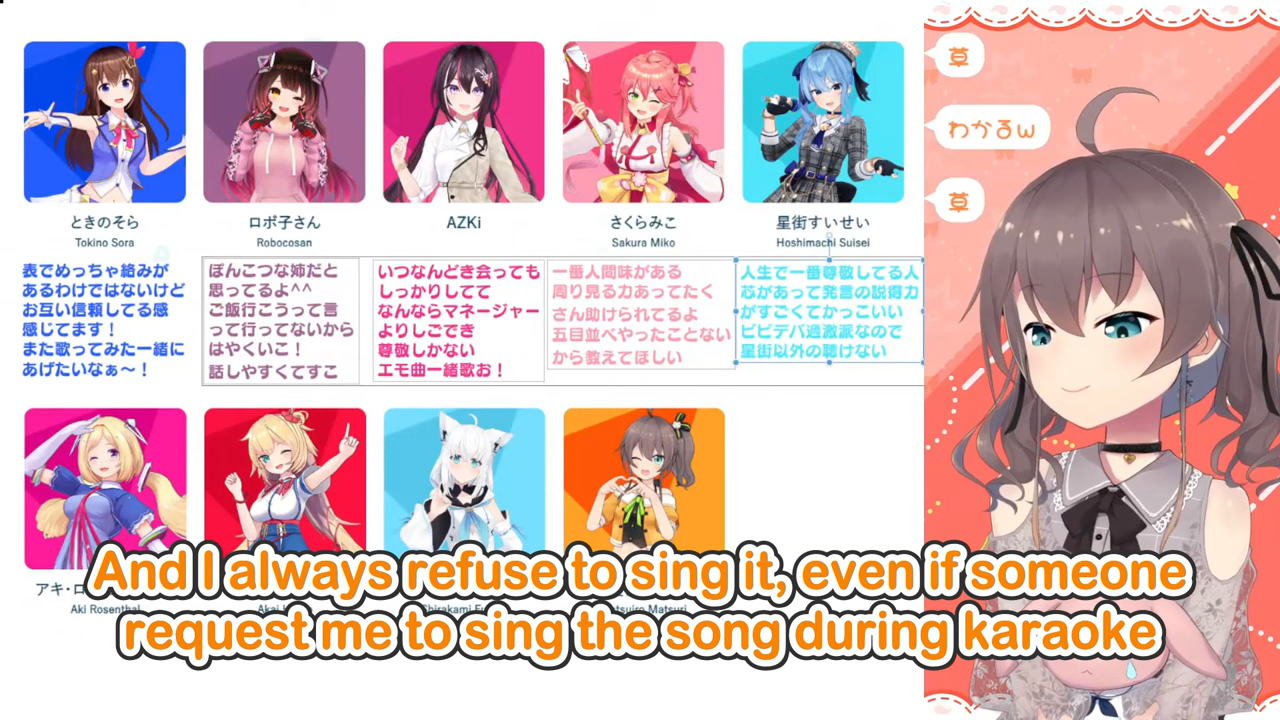 ときのそら
Tokino Sora
ロボ子さん
Robocosan
AZKi
さくらみこ
Sakura Miko
星街すいせい
Hoshimachi Suisei
表でめっちゃ絡みが
あるわけではないけど
お互い信頼してる感
感じてます！
また歌ってみた一緒に
あげたいなぁ～！
ぽんこつな姉だと
思ってるよ^^
ご飯行こうって言
って行ってないから
はやくいこ！
話しやすくてすこ
いつなんどき会っても
しっかりしてて
なんならマネージャー
よりしごでき
尊敬しかない
エモ曲一緒歌お！
一番人間味がある
周り見る力あってたく
さん助けられてるよ
五目並べやったことない
から教えてほしい
人生で一番尊敬してる人
芯があって発言の説得力
がすごくてかっこいい
ビビデバ過激派なので
星街以外の聴けない
アキ・ロ
Aki Rosenthal
Akai
Shirakami
Natsuiro Matsuri
草
わかるw
草
And I always refuse to sing it, even if someone
request me to sing the song during karaoke